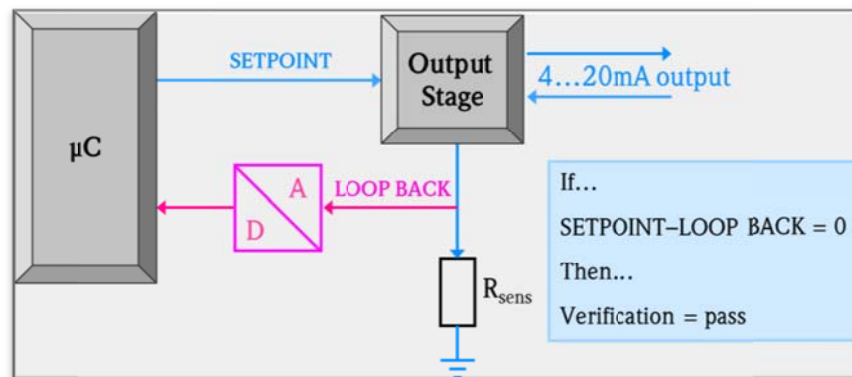 SETPOINT
Output
Stage
4...20mA output
µC
A
D
LOOP BACK
Rsens
If...
SETPOINT–LOOP BACK = 0
Then...
Verification = pass